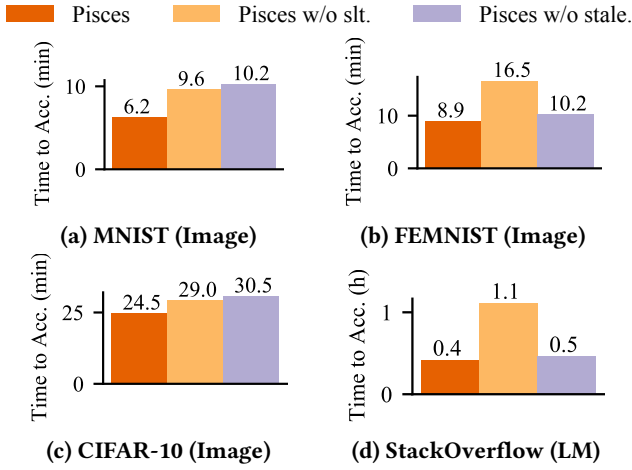 Pisces Pisces w/o slt. Pisces w/o stale.
Time to Acc. (min)
10
0
6.2
9.6
10.2
(a) MNIST (Image)
Time to Acc. (min)
10
0
8.9
16.5
10.2
(b) FEMNIST (Image)
Time to Acc. (min)
25
0
24.5
29.0
30.5
(c) CIFAR-10 (Image)
Time to Acc. (h)
1
0
0.4
1.1
0.5
(d) StackOverflow (LM)